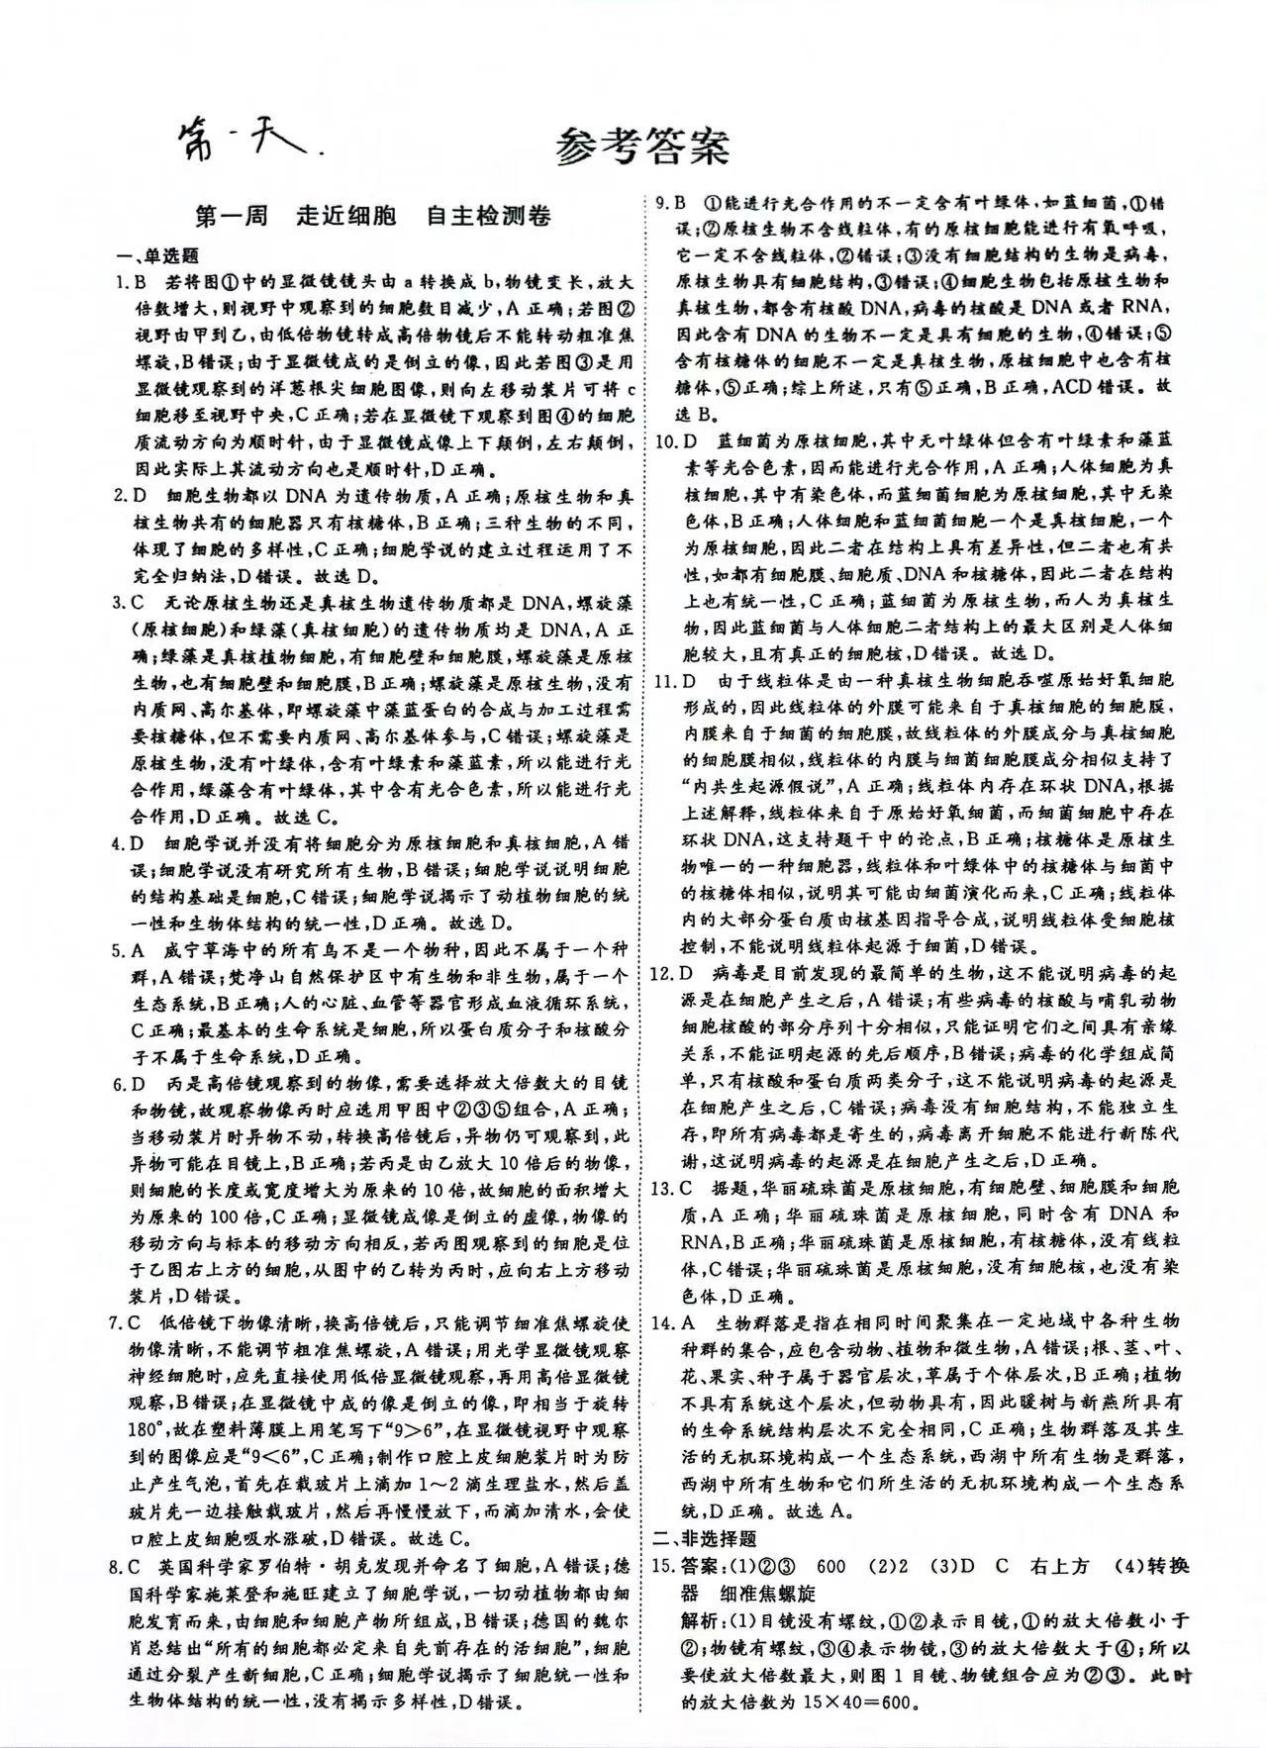 第一天.
参考答案
第一周　走近细胞　自主检测卷
一、单选题
1.B　若将图①中的显微镜镜头由 a 转换成 b,物镜变长,放大
倍数增大,则视野中观察到的细胞数目减少,A 正确;若图②
视野由甲到乙,由低倍物镜转成高倍物镜后不能转动粗准焦
螺旋,B错误;由于显微镜成的是倒立的像,因此若图③是用
显微镜观察到的洋葱根尖细胞图像,则向左移动装片可将 c
细胞移至视野中央,C正确;若在显微镜下观察到图④的细胞
质流动方向为顺时针,由于显微镜成像上下颠倒,左右颠倒,
因此实际上其流动方向也是顺时针,D正确。
2.D　细胞生物都以 DNA 为遗传物质,A 正确;原核生物和真
核生物共有的细胞器只有核糖体,B正确;三种生物的不同,
体现了细胞的多样性,C正确;细胞学说的建立过程运用了不
完全归纳法,D错误。故选 D。
3.C　无论原核生物还是真核生物遗传物质都是 DNA,螺旋藻
(原核细胞)和绿藻(真核细胞)的遗传物质均是 DNA,A 正
确;绿藻是真核植物细胞,有细胞壁和细胞膜,螺旋藻是原核
生物,也有细胞壁和细胞膜,B正确;螺旋藻是原核生物,没有
内质网、高尔基体,即螺旋藻中藻蓝蛋白的合成与加工过程需
要核糖体,但不需要内质网、高尔基体参与,C错误;螺旋藻是
原核生物,没有叶绿体,含有叶绿素和藻蓝素,所以能进行光
合作用,绿藻含有叶绿体,其中含有光合色素,所以能进行光
合作用,D正确。故选C。
4.D　细胞学说并没有将细胞分为原核细胞和真核细胞,A 错
误;细胞学说没有研究所有生物,B错误;细胞学说说明细胞
的结构基础是细胞,C错误;细胞学说揭示了动植物细胞的统
一性和生物体结构的统一性,D正确。故选D。
5.A　威宁草海中的所有鸟不是一个物种,因此不属于一个种
群,A错误;梵净山自然保护区中有生物和非生物,属于一个
生态系统,B正确;人的心脏、血管等器官形成血液循环系统,
C正确;最基本的生命系统是细胞,所以蛋白质分子和核酸分
子不属于生命系统,D正确。
6.D　丙是高倍镜观察到的物像,需要选择放大倍数大的目镜
和物镜,故观察物像丙时应选用甲图中②③⑤组合,A 正确;
当移动装片时异物不动,转换高倍镜后,异物仍可观察到,此
异物可能在目镜上,B正确;若丙是由乙放大 10 倍后的物像,
则细胞的长度或宽度增大为原来的10倍,故细胞的面积增大
为原来的 100 倍,C正确;显微镜成像是倒立的虚像,物像的
移动方向与标本的移动方向相反,若丙图观察到的细胞是位
于乙图右上方的细胞,从图中的乙转为丙时,应向右上方移动
装片,D错误。
7.C　低倍镜下物像清晰,换高倍镜后,只能调节细准焦螺旋使
物像清晰,不能调节粗准焦螺旋,A 错误;用光学显微镜观察
神经细胞时,应先直接使用低倍显微镜观察,再用高倍显微镜
观察,B错误;在显微镜中成的像是倒立的像,即相当于旋转
180°,故在塑料薄膜上用笔写下“9>6”,在显微镜视野中观察
到的图像应是“9<6”,C正确;制作口腔上皮细胞装片时为防
止产生气泡,首先在载玻片上滴加 1～2 滴生理盐水,然后盖
玻片先一边接触载玻片,然后再慢慢放下,而滴加清水,会使
口腔上皮细胞吸水涨破,D错误。故选C。
8.C　英国科学家罗伯特·胡克发现并命名了细胞,A错误;德
国科学家施莱登和施旺建立了细胞学说,一切动植物都由细
胞发育而来,由细胞和细胞产物所组成,B错误;德国的魏尔
肖总结出“所有的细胞都必定来自先前存在的活细胞”,细胞
通过分裂产生新细胞,C正确;细胞学说揭示了细胞统一性和
生物体结构的统一性,没有揭示多样性,D错误。
9.B　①能进行光合作用的不一定含有叶绿体,如蓝细菌,①错
误;②原核生物不含线粒体,有的原核细胞能进行有氧呼吸,
它一定不含线粒体,②错误;③没有细胞结构的生物是病毒,
原核生物具有细胞结构,③错误;④细胞生物包括原核生物和
真核生物,都含有核酸 DNA,病毒的核酸是 DNA 或者 RNA,
因此含有 DNA 的生物不一定是具有细胞的生物,④错误;⑤
含有核糖体的细胞不一定是真核生物,原核细胞中也含有核
糖体,⑤正确;综上所述,只有⑤正确,B正确,ACD 错误。故
选 B。
10.D　蓝细菌为原核细胞,其中无叶绿体但含有叶绿素和藻蓝
素等光合色素,因而能进行光合作用,A 正确;人体细胞为真
核细胞,其中有染色体,而蓝细菌细胞为原核细胞,其中无染
色体,B正确;人体细胞和蓝细菌细胞一个是真核细胞,一个
为原核细胞,因此二者在结构上具有差异性,但二者也有共
性,如都有细胞膜、细胞质、DNA和核糖体,因此二者在结构
上也有统一性,C 正确;蓝细菌为原核生物,而人为真核生
物,因此蓝细菌与人体细胞二者结构上的最大区别是人体细
胞较大,且有真正的细胞核,D错误。故选D。
11.D　由于线粒体是由一种真核生物细胞吞噬原始好氧细胞
形成的,因此线粒体的外膜可能来自于真核细胞的细胞膜,
内膜来自于细菌的细胞膜,故线粒体的外膜成分与真核细胞
的细胞膜相似,线粒体的内膜与细菌细胞膜成分相似支持了
“内共生起源假说”,A 正确;线粒体内存在环状 DNA,根据
上述解释,线粒体来自于原始好氧细菌,而细菌细胞中存在
环状 DNA,这支持题干中的论点,B正确;核糖体是原核生
物唯一的一种细胞器,线粒体和叶绿体中的核糖体与细菌中
的核糖体相似,说明其可能由细菌演化而来,C正确;线粒体
内的大部分蛋白质由核基因指导合成,说明线粒体受细胞核
控制,不能说明线粒体起源于细菌,D错误。
12.D　病毒是目前发现的最简单的生物,这不能说明病毒的起
源是在细胞产生之后,A 错误;有些病毒的核酸与哺乳动物
细胞核酸的部分序列十分相似,只能证明它们之间具有亲缘
关系,不能证明起源的先后顺序,B错误;病毒的化学组成简
单,只有核酸和蛋白质两类分子,这不能说明病毒的起源是
在细胞产生之后,C错误;病毒没有细胞结构,不能独立生
存,即所有病毒都是寄生的,病毒离开细胞不能进行新陈代
谢,这说明病毒的起源是在细胞产生之后,D正确。
13.C　据题,华丽硫珠菌是原核细胞,有细胞壁、细胞膜和细胞
质,A 正确;华丽硫珠菌是原核细胞,同时含有 DNA 和
RNA,B正确;华丽硫珠菌是原核细胞,有核糖体,没有线粒
体,C错误;华丽硫珠菌是原核细胞,没有细胞核,也没有染
色体,D正确。
14.A　生物群落是指在相同时间聚集在一定地域中各种生物
种群的集合,应包含动物、植物和微生物,A错误;根、茎、叶、
花、果实、种子属于器官层次,草属于个体层次,B正确;植物
不具有系统这个层次,但动物具有,因此暖树与新燕所具有
的生命系统结构层次不完全相同,C正确;生物群落及其生
活的无机环境构成一个生态系统,西湖中所有生物是群落,
西湖中所有生物和它们所生活的无机环境构成一个生态系
统,D正确。故选A。
二、非选择题
15.答案:(1)②③　600　(2)2　(3)D　C　右上方　(4)转换
器　细准焦螺旋
解析:(1)目镜没有螺纹,①②表示目镜,①的放大倍数小于
②;物镜有螺纹,③④表示物镜,③的放大倍数大于④;所以
要使放大倍数最大,则图 1 目镜、物镜组合应为②③。此时
的放大倍数为 15×40=600。